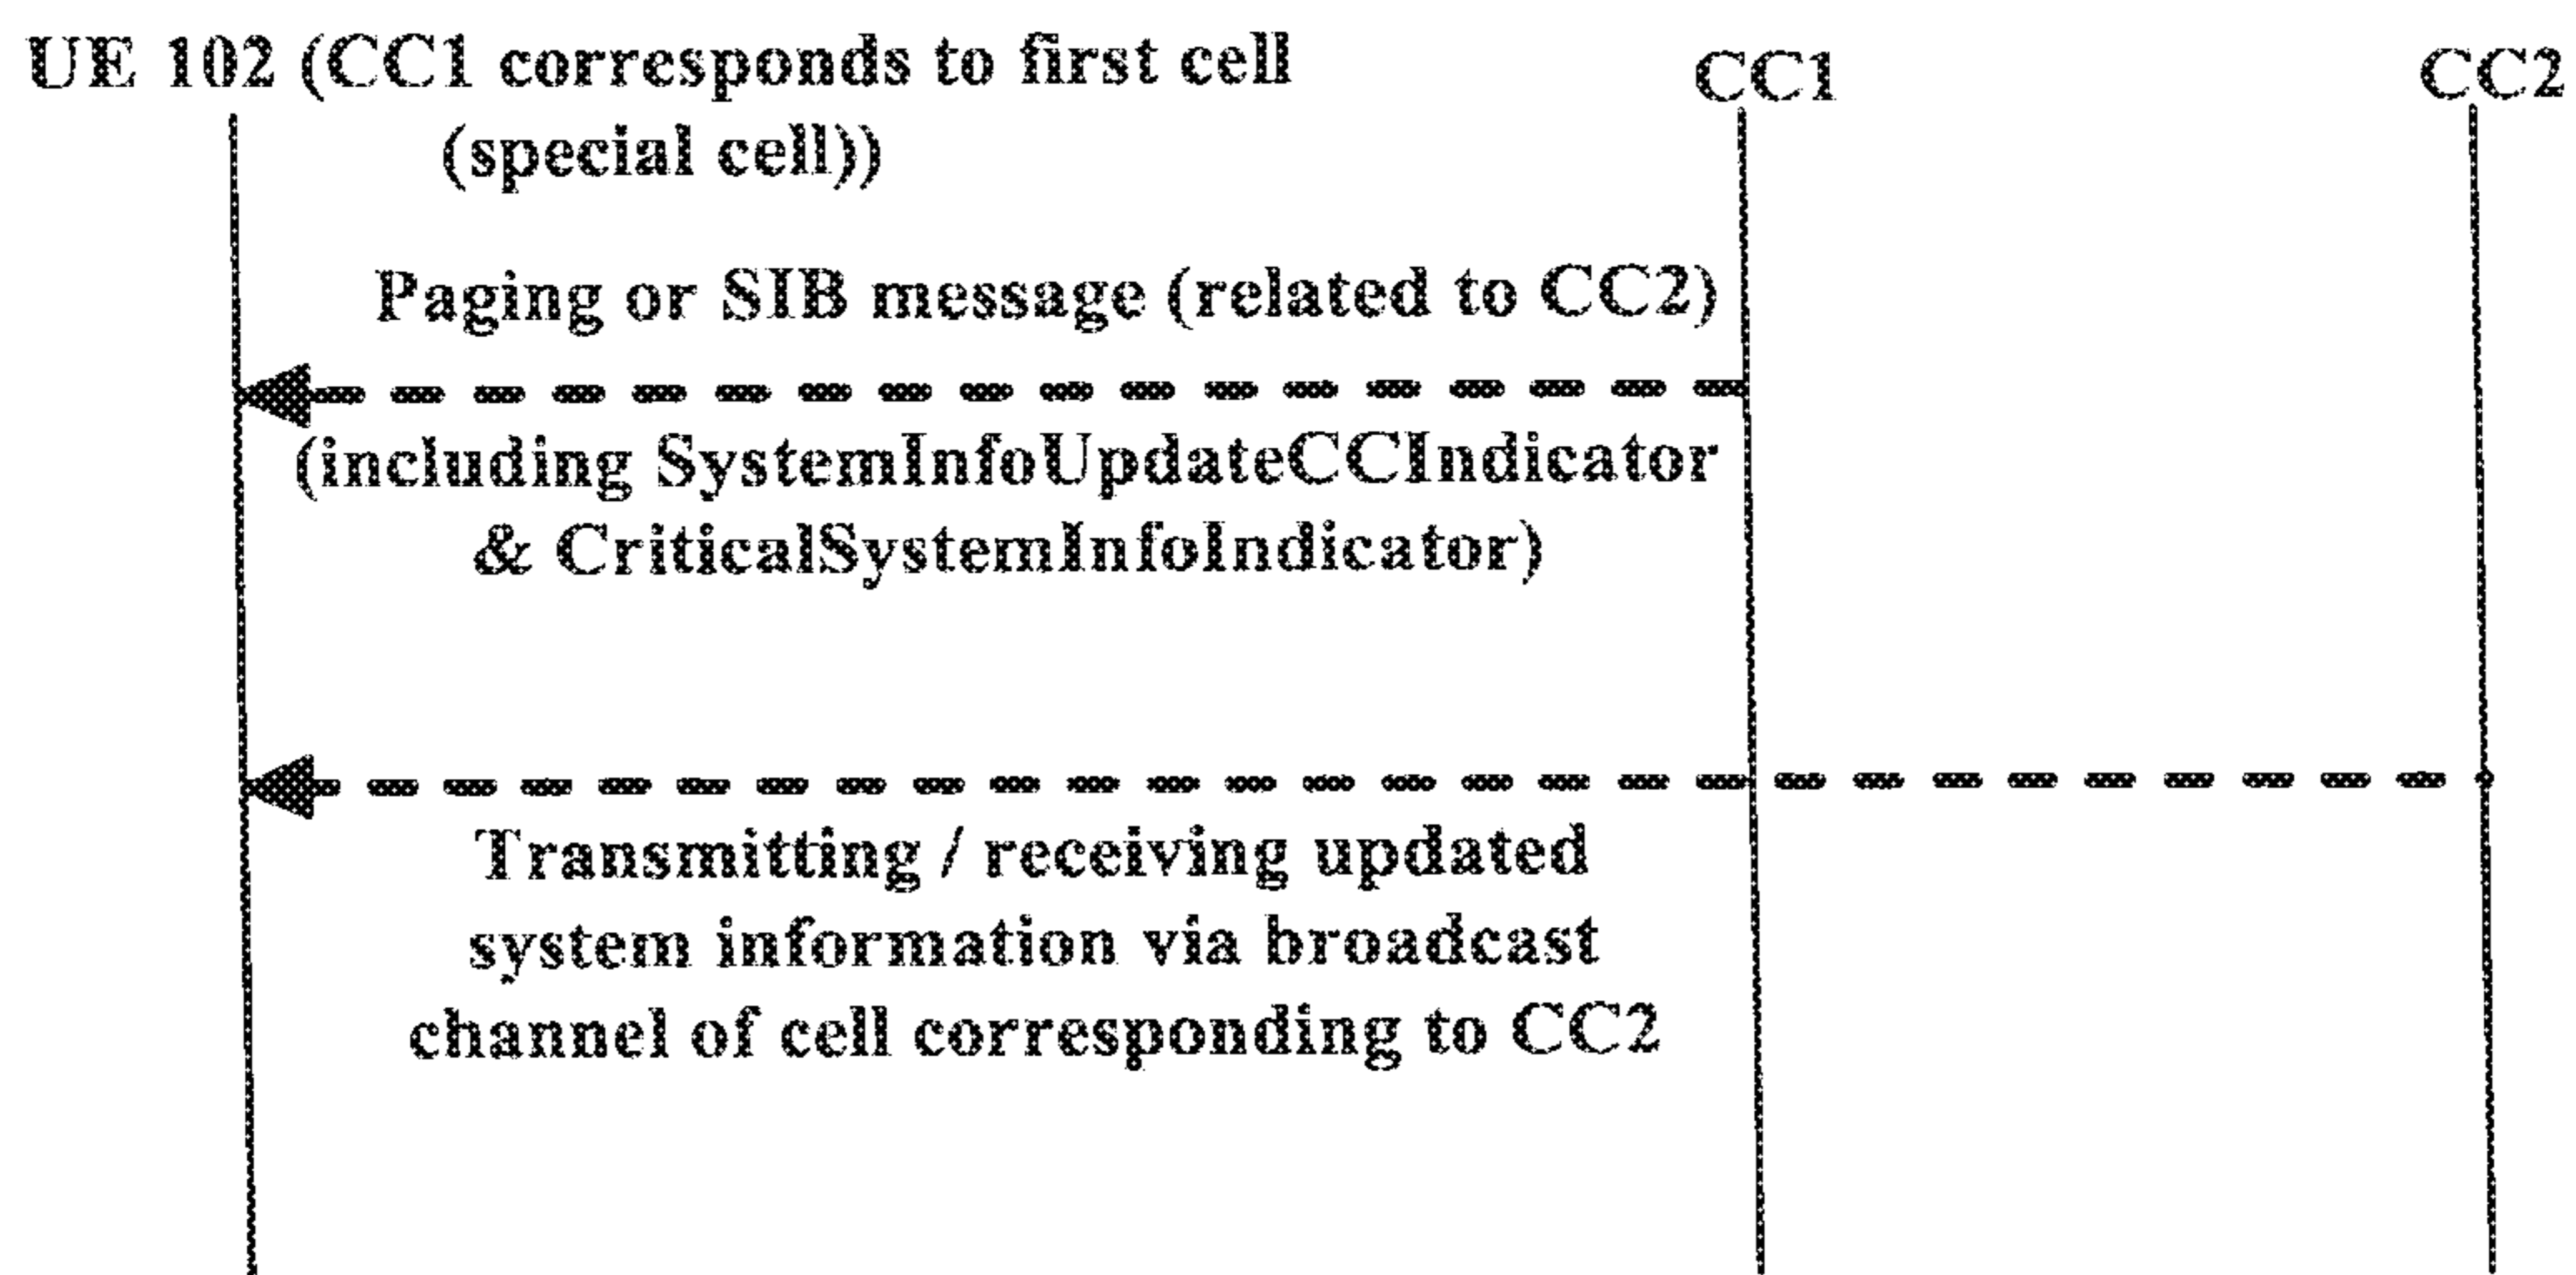 UE 102 (CC1 corresponds to first cell
(special cell))
CC1
CC2
Paging or SIB message (related to CC2)
(including SystemInfoUpdateCCIndicator
& CriticalSystemInfoIndicator)
Transmitting / receiving updated
system information via broadcast
channel of cell corresponding to CC2